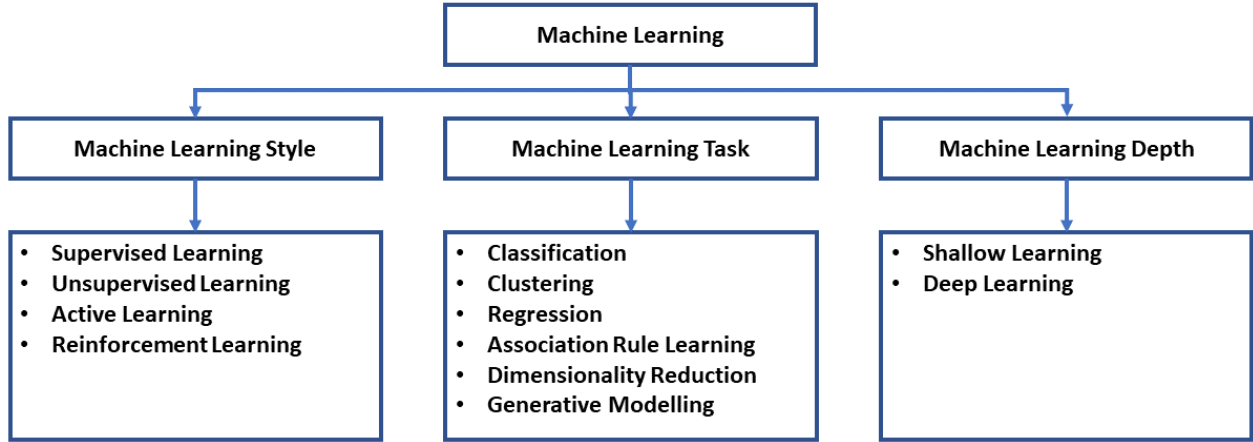 Machine Learning
Machine Learning Style
Machine Learning Task
Machine Learning Depth
• Supervised Learning
• Unsupervised Learning
• Active Learning
• Reinforcement Learning
• Classification
• Clustering
• Regression
• Association Rule Learning
• Dimensionality Reduction
• Generative Modelling
• Shallow Learning
• Deep Learning